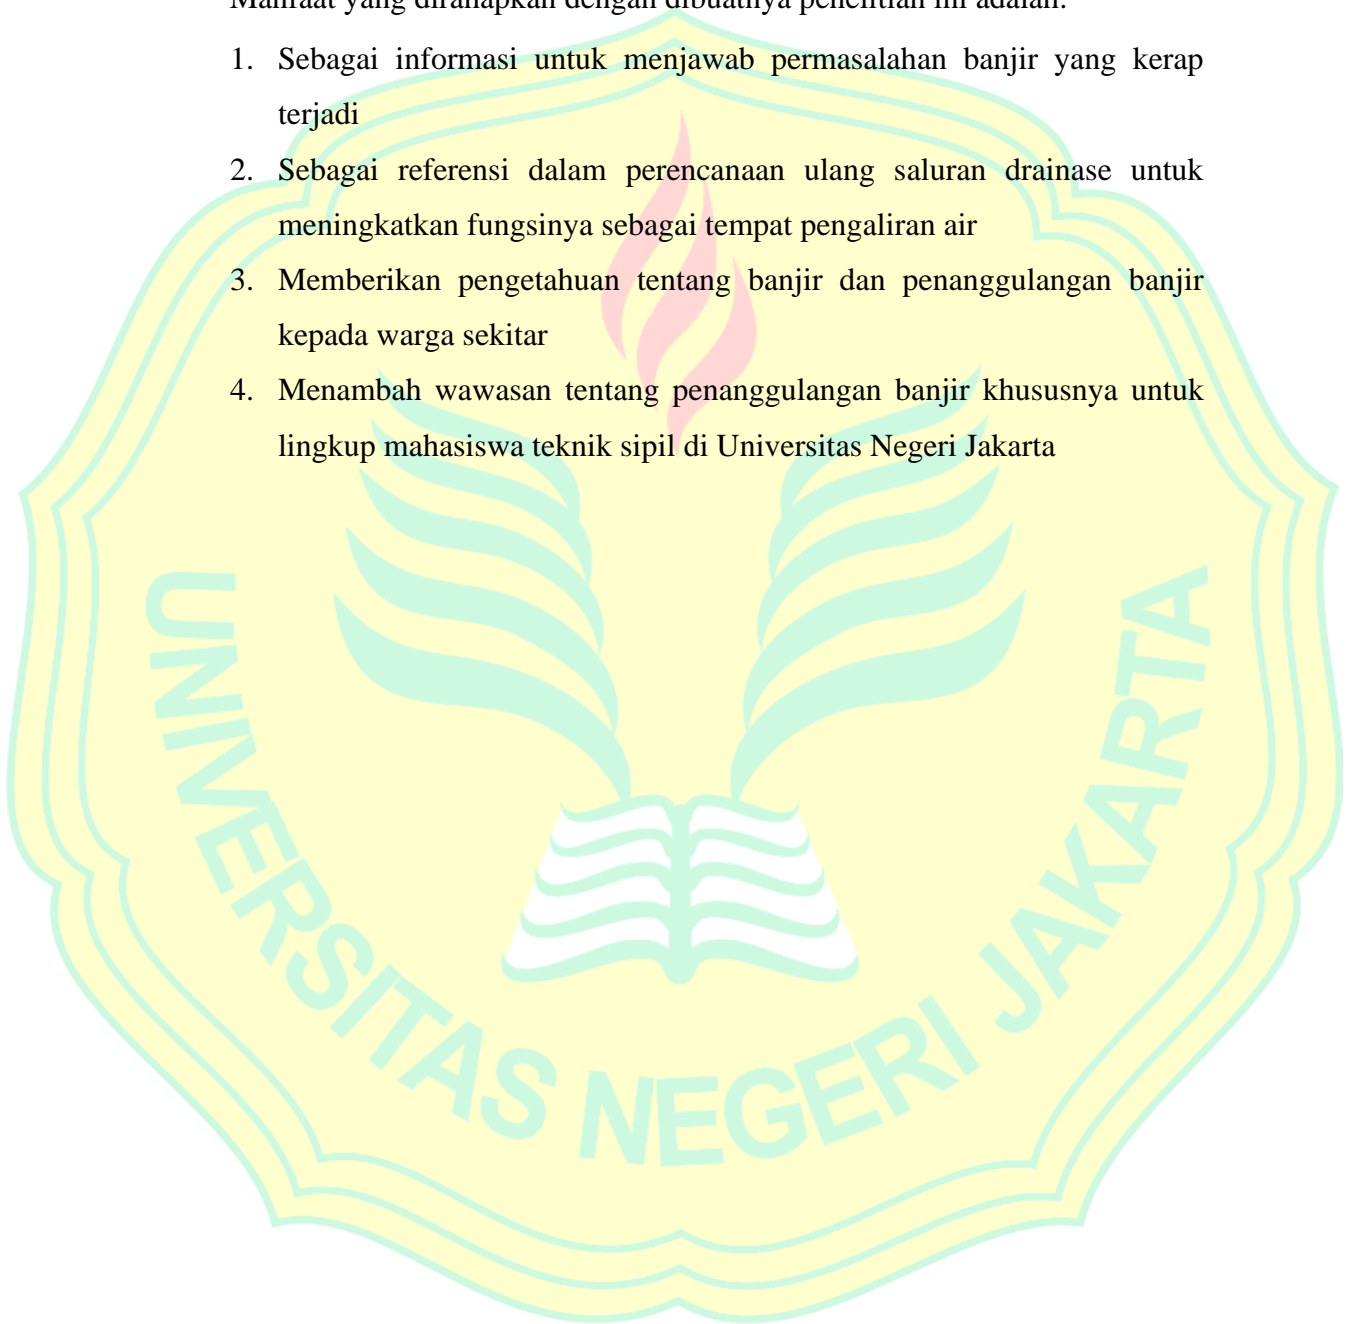 Manfaat yang diharapkan dengan dibuatnya penelitian ini adalah:
1. Sebagai informasi untuk menjawab permasalahan banjir yang kerap
terjadi
2. Sebagai referensi dalam perencanaan ulang saluran drainase untuk
meningkatkan fungsinya sebagai tempat pengaliran air
3. Memberikan pengetahuan tentang banjir dan penanggulangan banjir
kepada warga sekitar
4. Menambah wawasan tentang penanggulangan banjir khususnya untuk
lingkup mahasiswa teknik sipil di Universitas Negeri Jakarta
UNIVERSITAS NEGERI JAKARTA